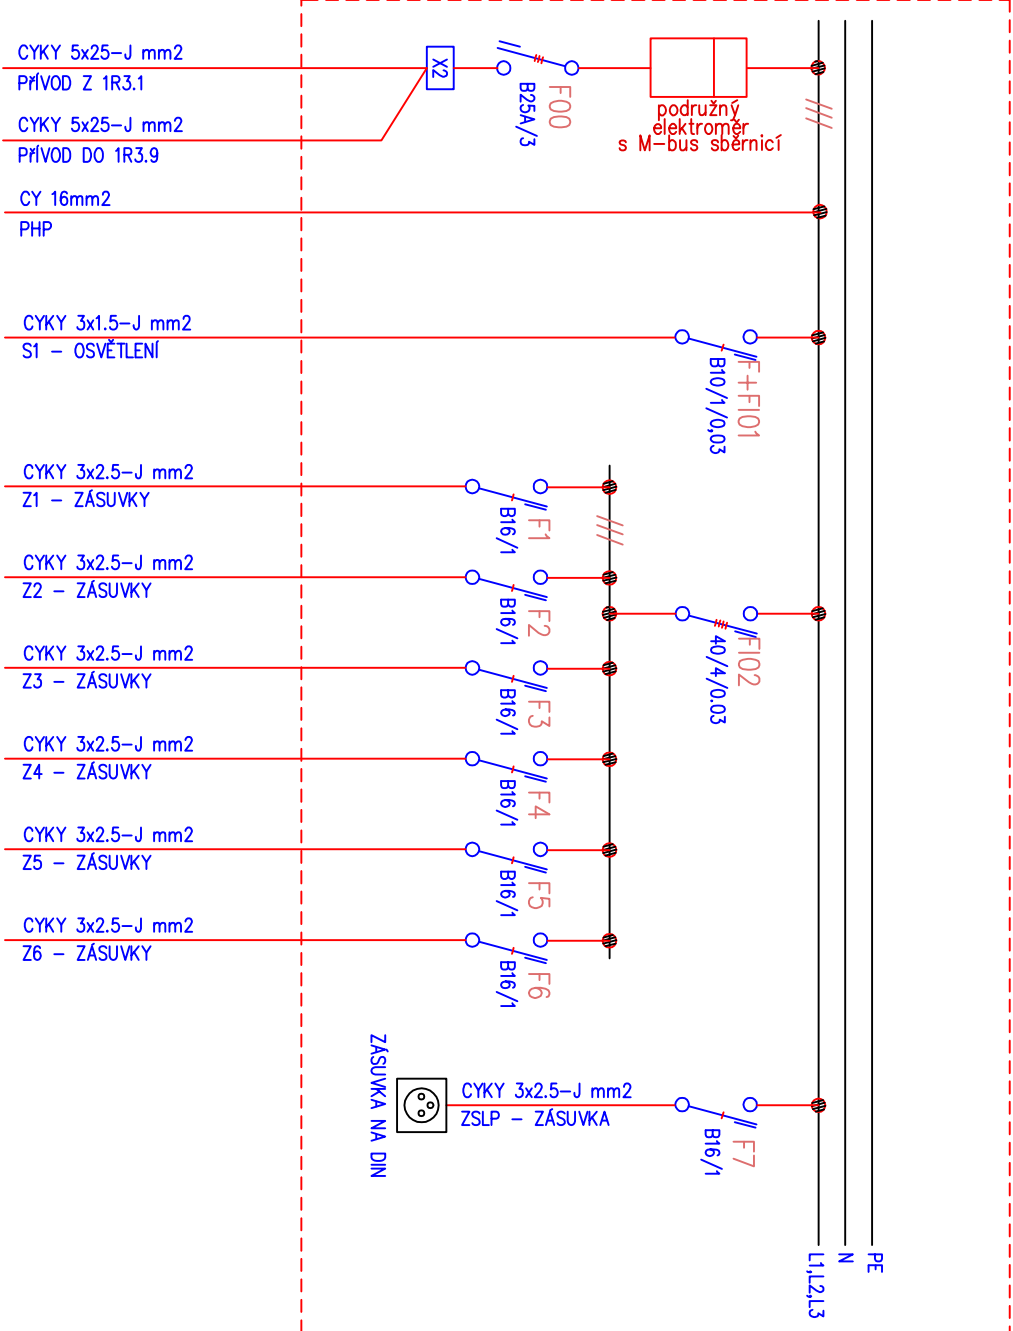 CYKY 5x25-J mm2
PŘÍVOD Z 1R3.1
CYKY 5x25-J mm2
PŘÍVOD DO 1R3.9
X2
F00
B25A/3
podružný
elektroměr
s M-bus sběrnicí
CY 16mm2
PHP
CYKY 3x1.5-J mm2
S1 - OSVĚTLENÍ
F+FI01
B10/1/0,03
CYKY 3x2.5-J mm2
Z1 - ZÁSUVKY
F1
B16/1
CYKY 3x2.5-J mm2
Z2 - ZÁSUVKY
F2
B16/1
FI02
40/4/0.03
CYKY 3x2.5-J mm2
Z3 - ZÁSUVKY
F3
B16/1
CYKY 3x2.5-J mm2
Z4 - ZÁSUVKY
F4
B16/1
CYKY 3x2.5-J mm2
Z5 - ZÁSUVKY
F5
B16/1
CYKY 3x2.5-J mm2
Z6 - ZÁSUVKY
F6
B16/1
ZÁSUVKA NA DIN
CYKY 3x2.5-J mm2
ZSLP - ZÁSUVKA
F7
B16/1
PE
N
L1,L2,L3